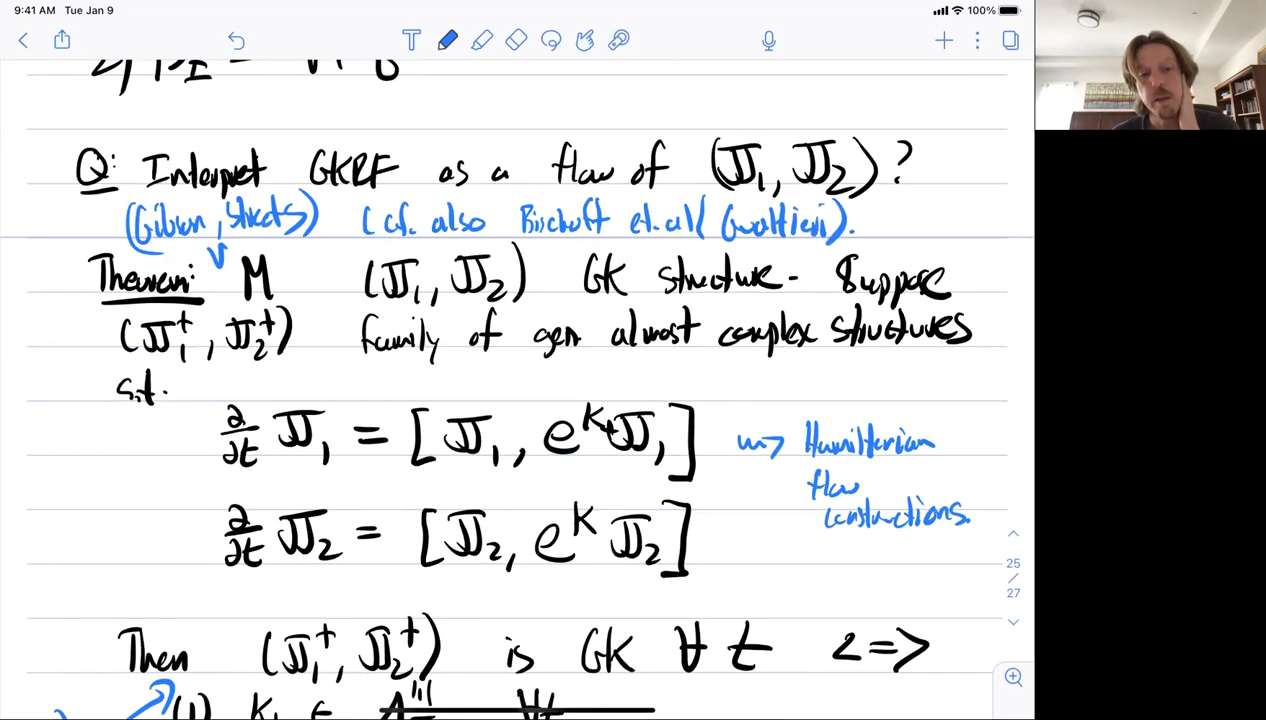 9:41 AM Tue Jan 9
100%
Q: Interpret GKRF as a flow of (𝕁₁, 𝕁₂)?
(Gibson, Streets) (cf. also Bischoff et. al / Gualtieri).
Theorem: M (𝕁₁, 𝕁₂) GK structure - Suppose
(𝕁₁ᵗ, 𝕁₂ᵗ) family of gen almost complex structures
s.t.
∂/∂t 𝕁₁ = [𝕁₁, e^K 𝕁₁] ⇝ Hamiltonian
flow
constructions.
∂/∂t 𝕁₂ = [𝕁₂, e^K 𝕁₂]
Then (𝕁₁ᵗ, 𝕁₂ᵗ) is GK ∀ t <=>
(1) K ∈ ∀t
25
/
27